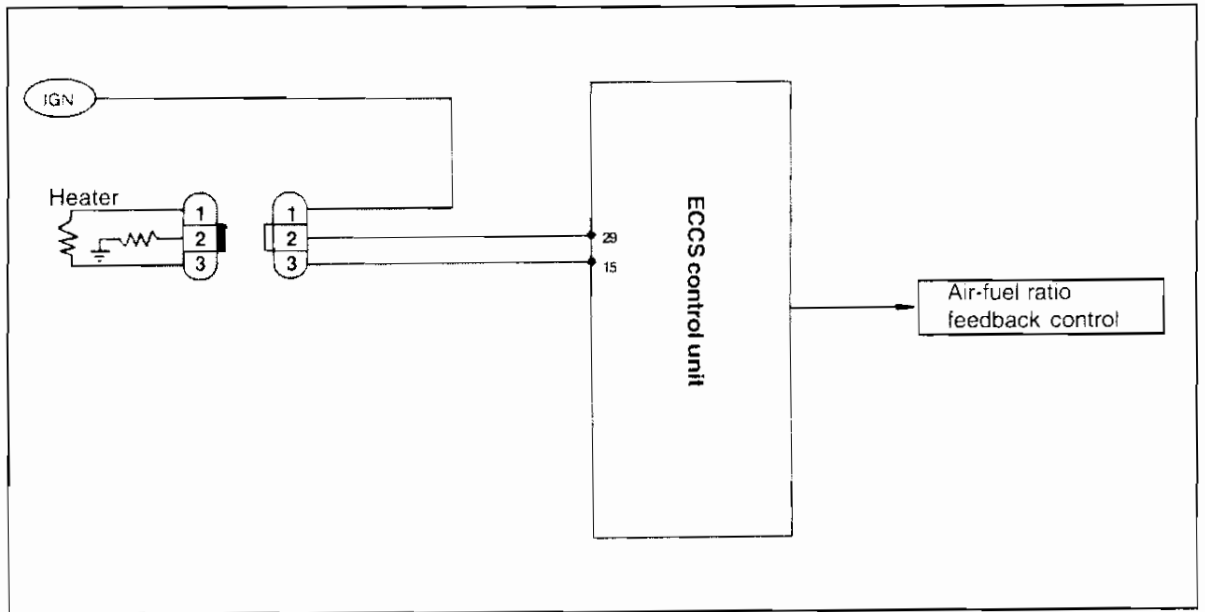 IGN
Heater
1
2
3
1
2
3
29
15
ECCS control unit
Air-fuel ratio
feedback control